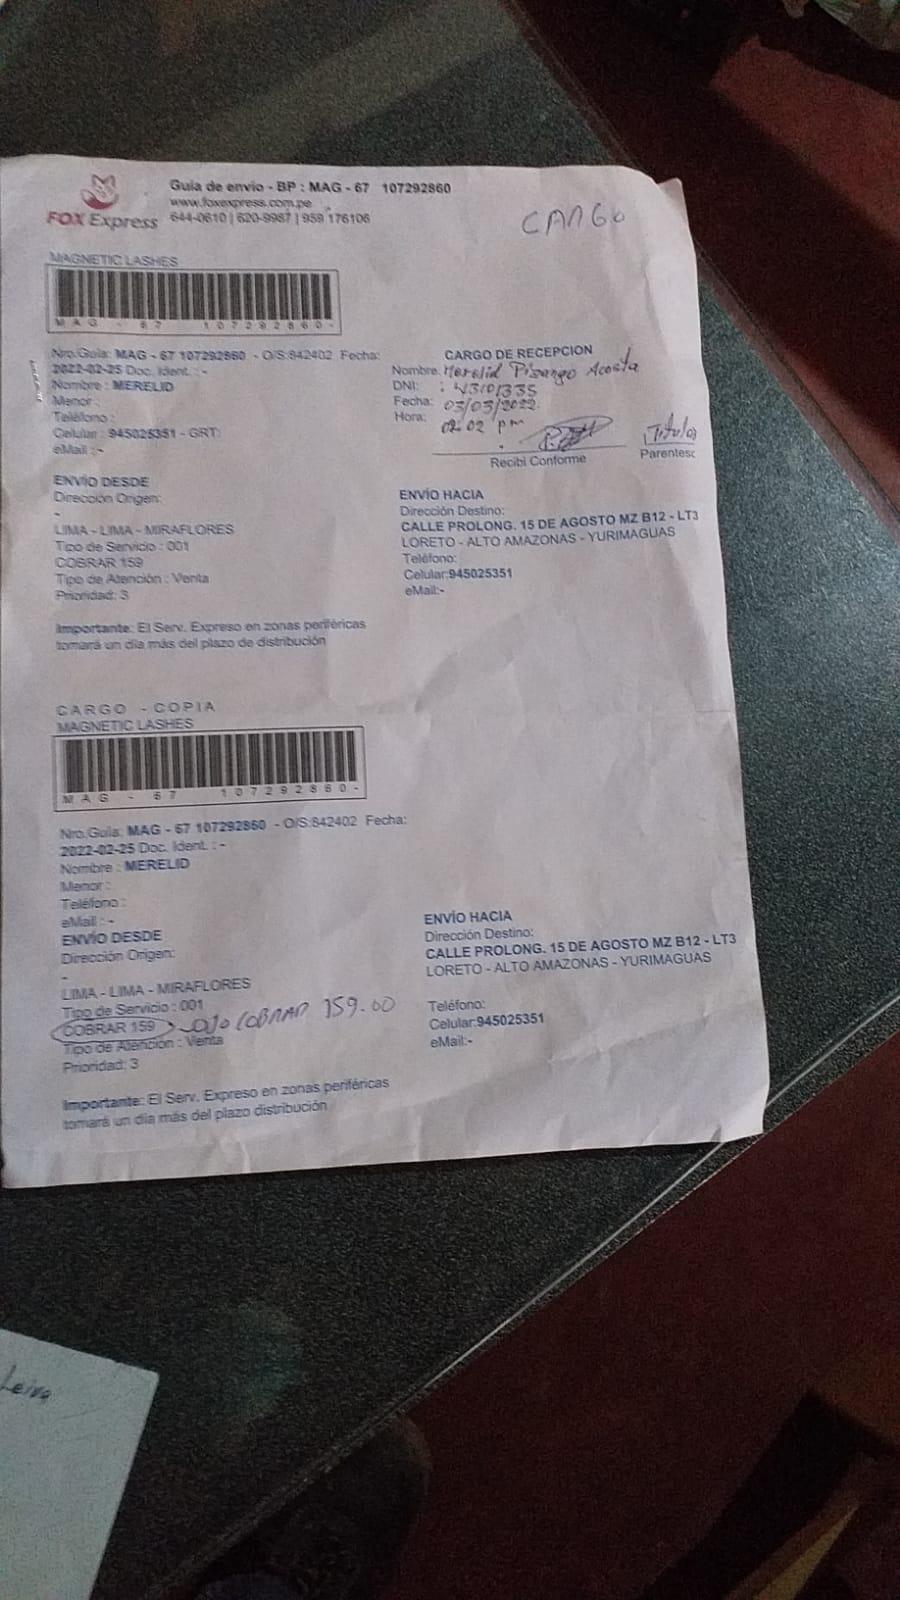 FOX Express
Guia de envio - BP : MAG - 67 107292860
www.foxexpress.com.pe
644-0610 | 620-9987 | 959 176106
CARGO
MAGNETIC LASHES
MAG - 67 107292860-
Nro.Guia: MAG - 67 107292860 - O/S:842402 Fecha:
2022-02-25 Doc. Ident. : -
Nombre : MERELID
Menor :
Teléfono :
Celular : 945025351 - GRT:
eMail : -
CARGO DE RECEPCION
Nombre. Merelid Pizango Acosta
DNI: : 43101335
Fecha: 03/03/2022.
Hora: 02:02 pm
Recibi Conforme
Titular
Parentesc
ENVÍO DESDE
Dirección Origen:
-
LIMA - LIMA - MIRAFLORES
Tipo de Servicio : 001
COBRAR 159
Tipo de Atención : Venta
Prioridad: 3
ENVÍO HACIA
Dirección Destino:
CALLE PROLONG. 15 DE AGOSTO MZ B12 - LT3
LORETO - ALTO AMAZONAS - YURIMAGUAS
Teléfono:
Celular:945025351
eMail:-
Importante: El Serv. Expreso en zonas periféricas
tomará un día más del plazo de distribución
CARGO - COPIA
MAGNETIC LASHES
MAG - 67 107292860-
Nro.Guia: MAG - 67 107292860 - O/S:842402 Fecha:
2022-02-25 Doc. Ident. : -
Nombre : MERELID
Menor :
Teléfono :
eMail : -
ENVÍO DESDE
Dirección Origen:
-
LIMA - LIMA - MIRAFLORES
Tipo de Servicio : 001
COBRAR 159 OJO COBRAR 159.00
Tipo de Atención : Venta
Prioridad: 3
ENVÍO HACIA
Dirección Destino:
CALLE PROLONG. 15 DE AGOSTO MZ B12 - LT3
LORETO - ALTO AMAZONAS - YURIMAGUAS
Teléfono:
Celular:945025351
eMail:-
Importante: El Serv. Expreso en zonas periféricas
tomará un día más del plazo distribución
Leiva